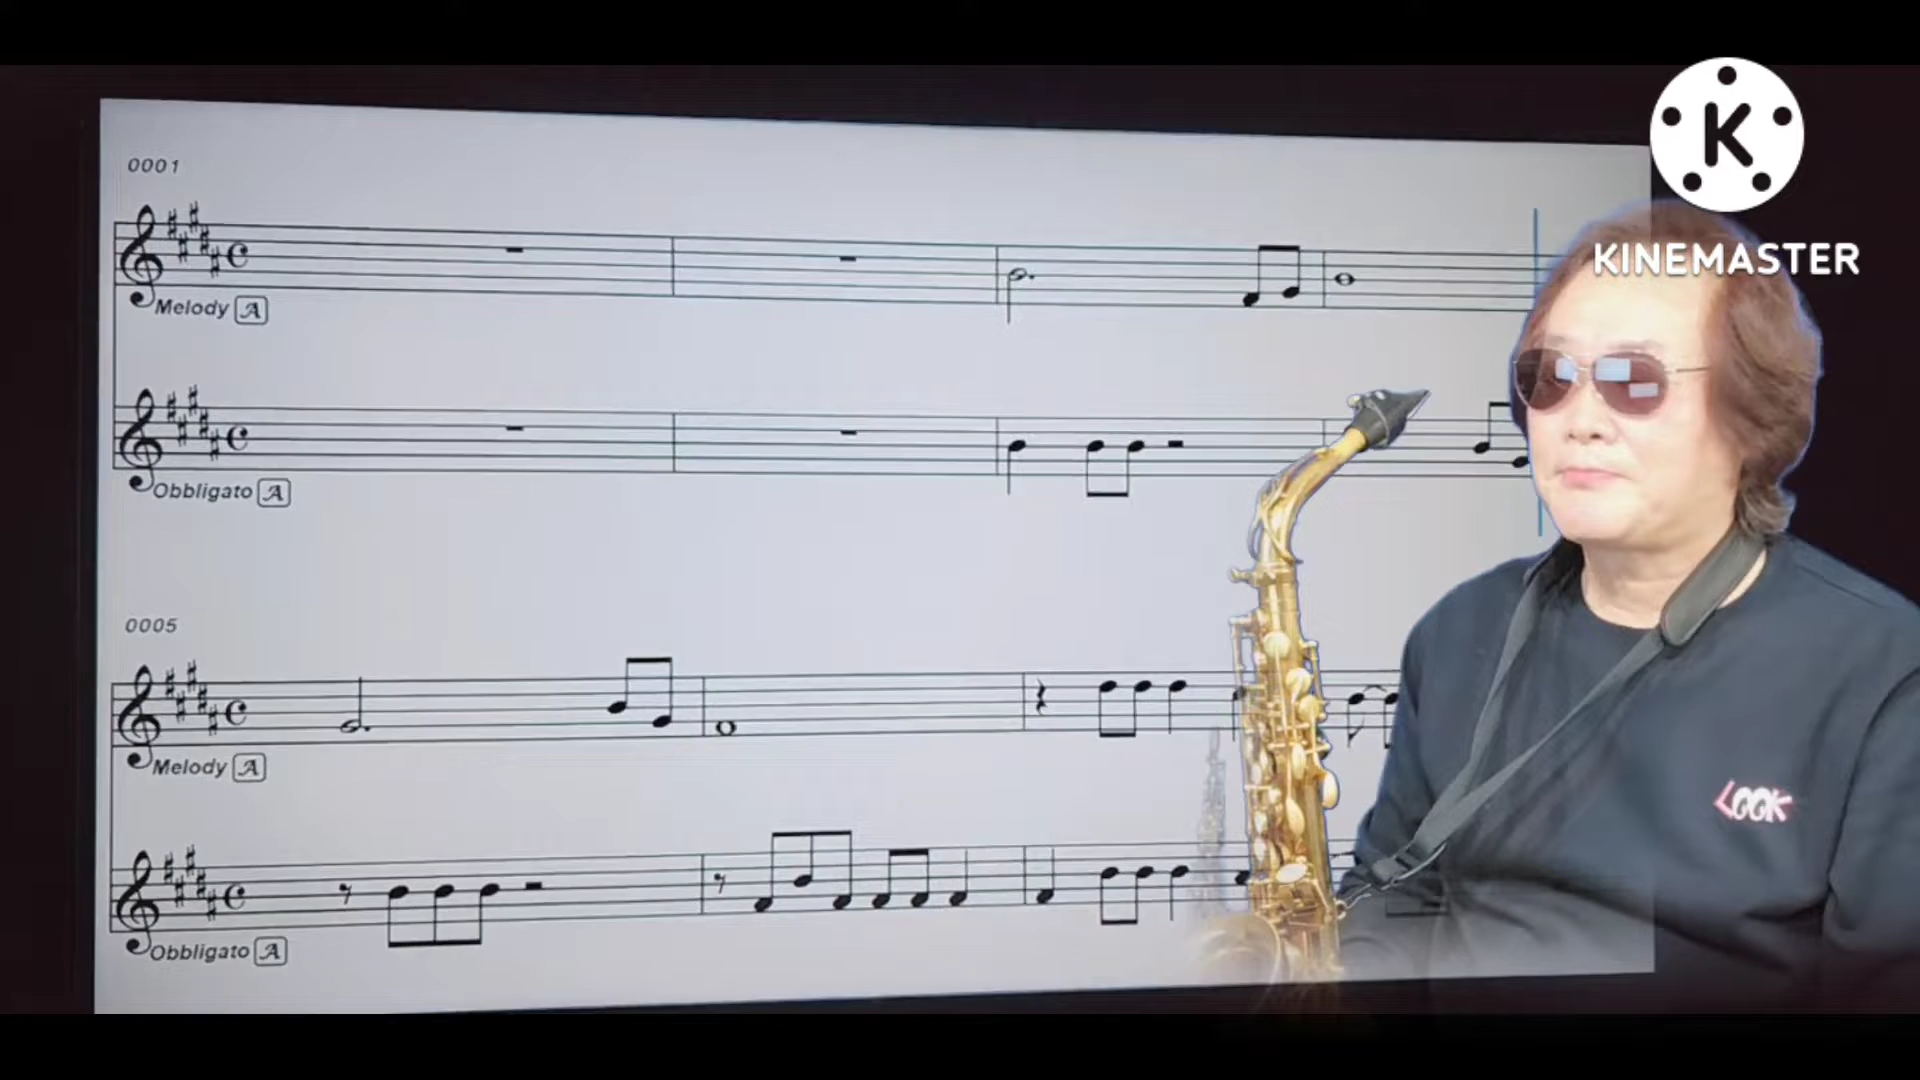 0001
K
KINEMASTER
Melody A
Obbligato A
0005
Melody A
LOOK
Obbligato A